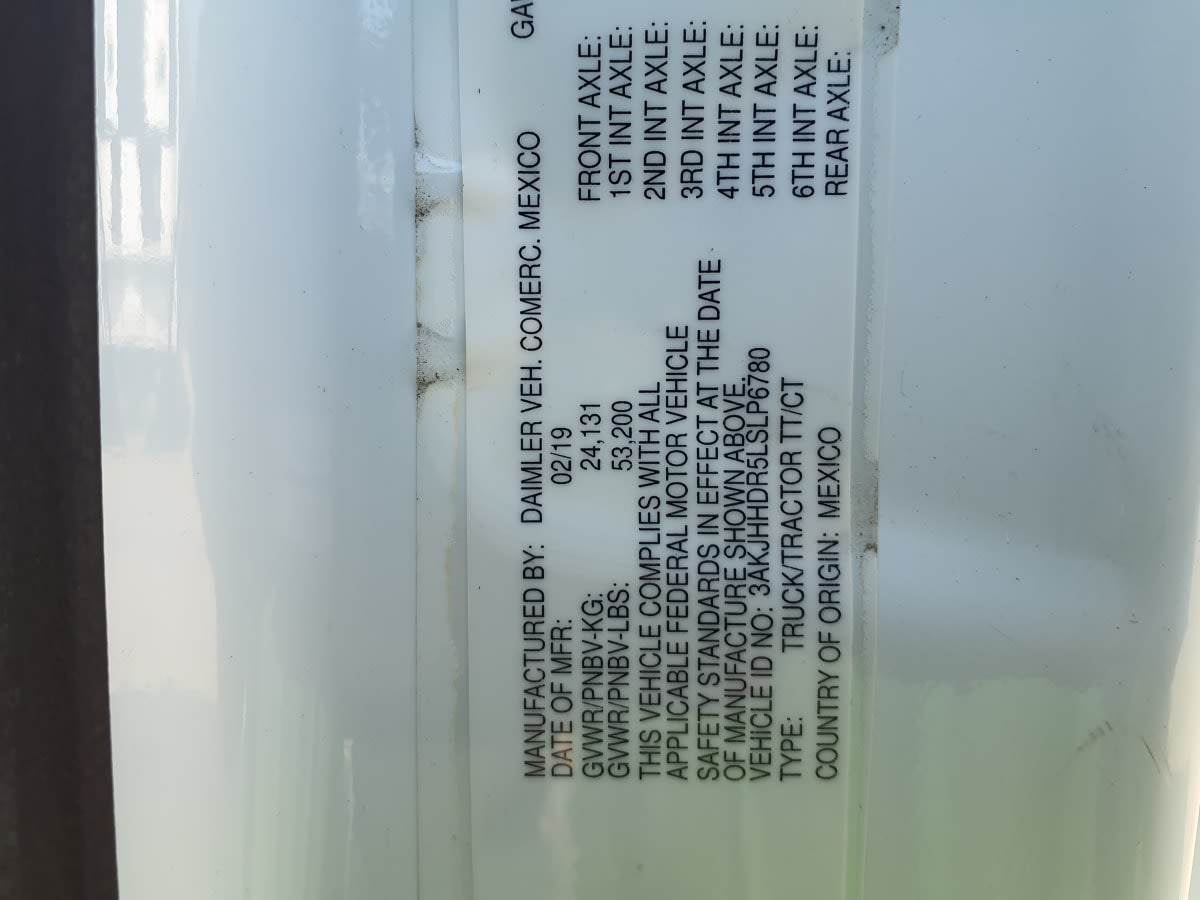 MANUFACTURED BY: DAIMLER VEH. COMERC. MEXICO
DATE OF MFR: 02/19
GVWR/PNBV-KG: 24,131
GVWR/PNBV-LBS: 53,200
THIS VEHICLE COMPLIES WITH ALL
APPLICABLE FEDERAL MOTOR VEHICLE
SAFETY STANDARDS IN EFFECT AT THE DATE
OF MANUFACTURE SHOWN ABOVE.
VEHICLE ID NO: 3AKJHHDR5LSLP6780
TYPE: TRUCK/TRACTOR TT/CT
COUNTRY OF ORIGIN: MEXICO
FRONT AXLE:
1ST INT AXLE:
2ND INT AXLE:
3RD INT AXLE:
4TH INT AXLE:
5TH INT AXLE:
6TH INT AXLE:
REAR AXLE: